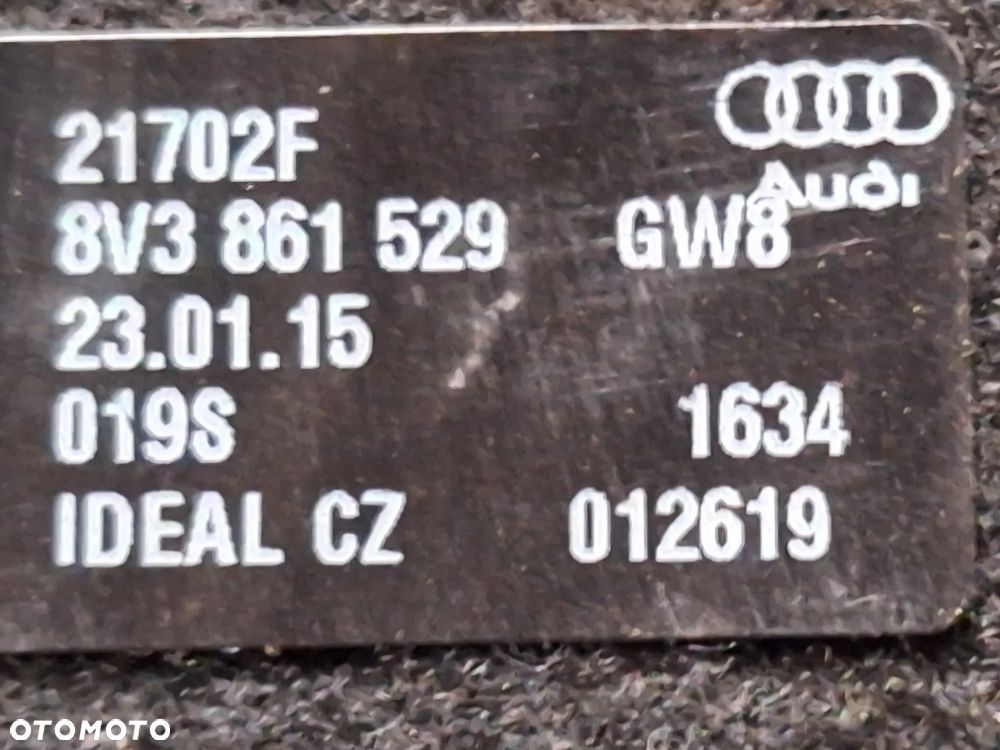 21702F
Audi
8V3 861 529 GW8
23.01.15
019S 1634
IDEAL CZ 012619
OTOMOTO